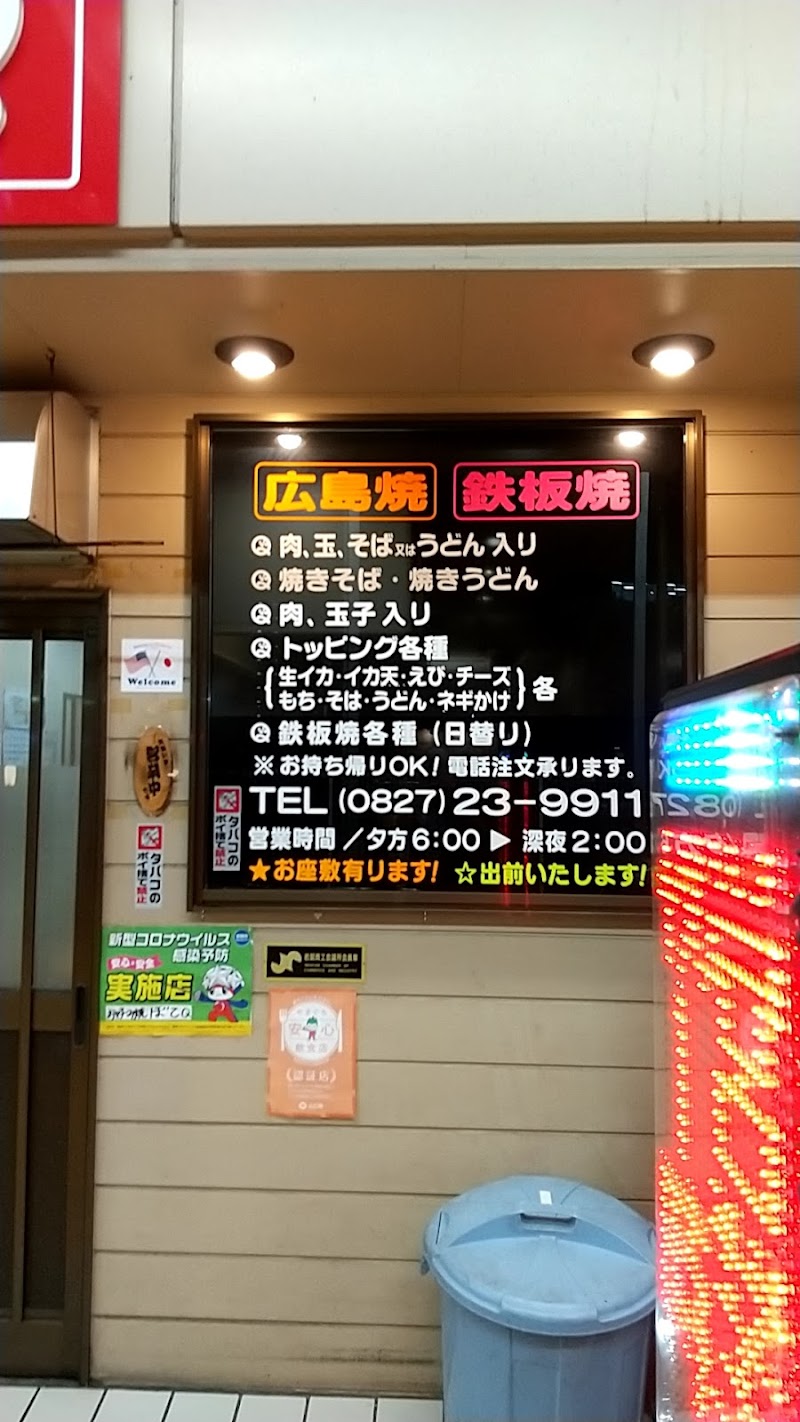 広島焼 鉄板焼
肉、玉、そば又はうどん 入り
焼きそば・焼きうどん
肉、玉子 入り
トッピング各種
生イカ・イカ天・えび・チーズ
もち・そば・うどん・ネギかけ
各
鉄板焼各種 (日替り)
※ お持ち帰りOK! 電話注文承ります。
TEL (0827) 23-9911
営業時間 / 夕方 6:00 ▶ 深夜 2:00
★お座敷有ります! ☆出前いたします!
タバコの
ポイ捨て禁止
Welcome
タバコの
ポイ捨て禁止
新型コロナウイルス
感染予防
安心・安全
実施店
安心
飲食店
《認証店》